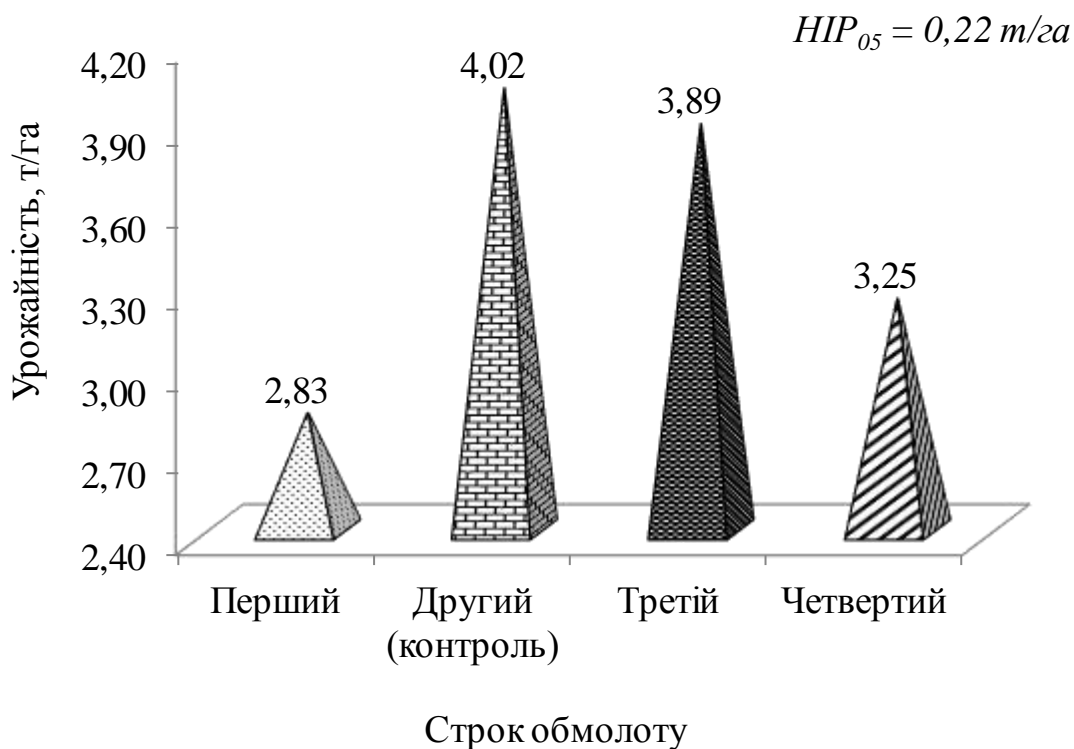 НІР05 = 0,22 т/га
Урожайність, т/га
4,20
3,90
3,60
3,30
3,00
2,70
2,40
2,83
4,02
3,89
3,25
Перший
Другий
(контроль)
Третій
Четвертий
Строк обмолоту